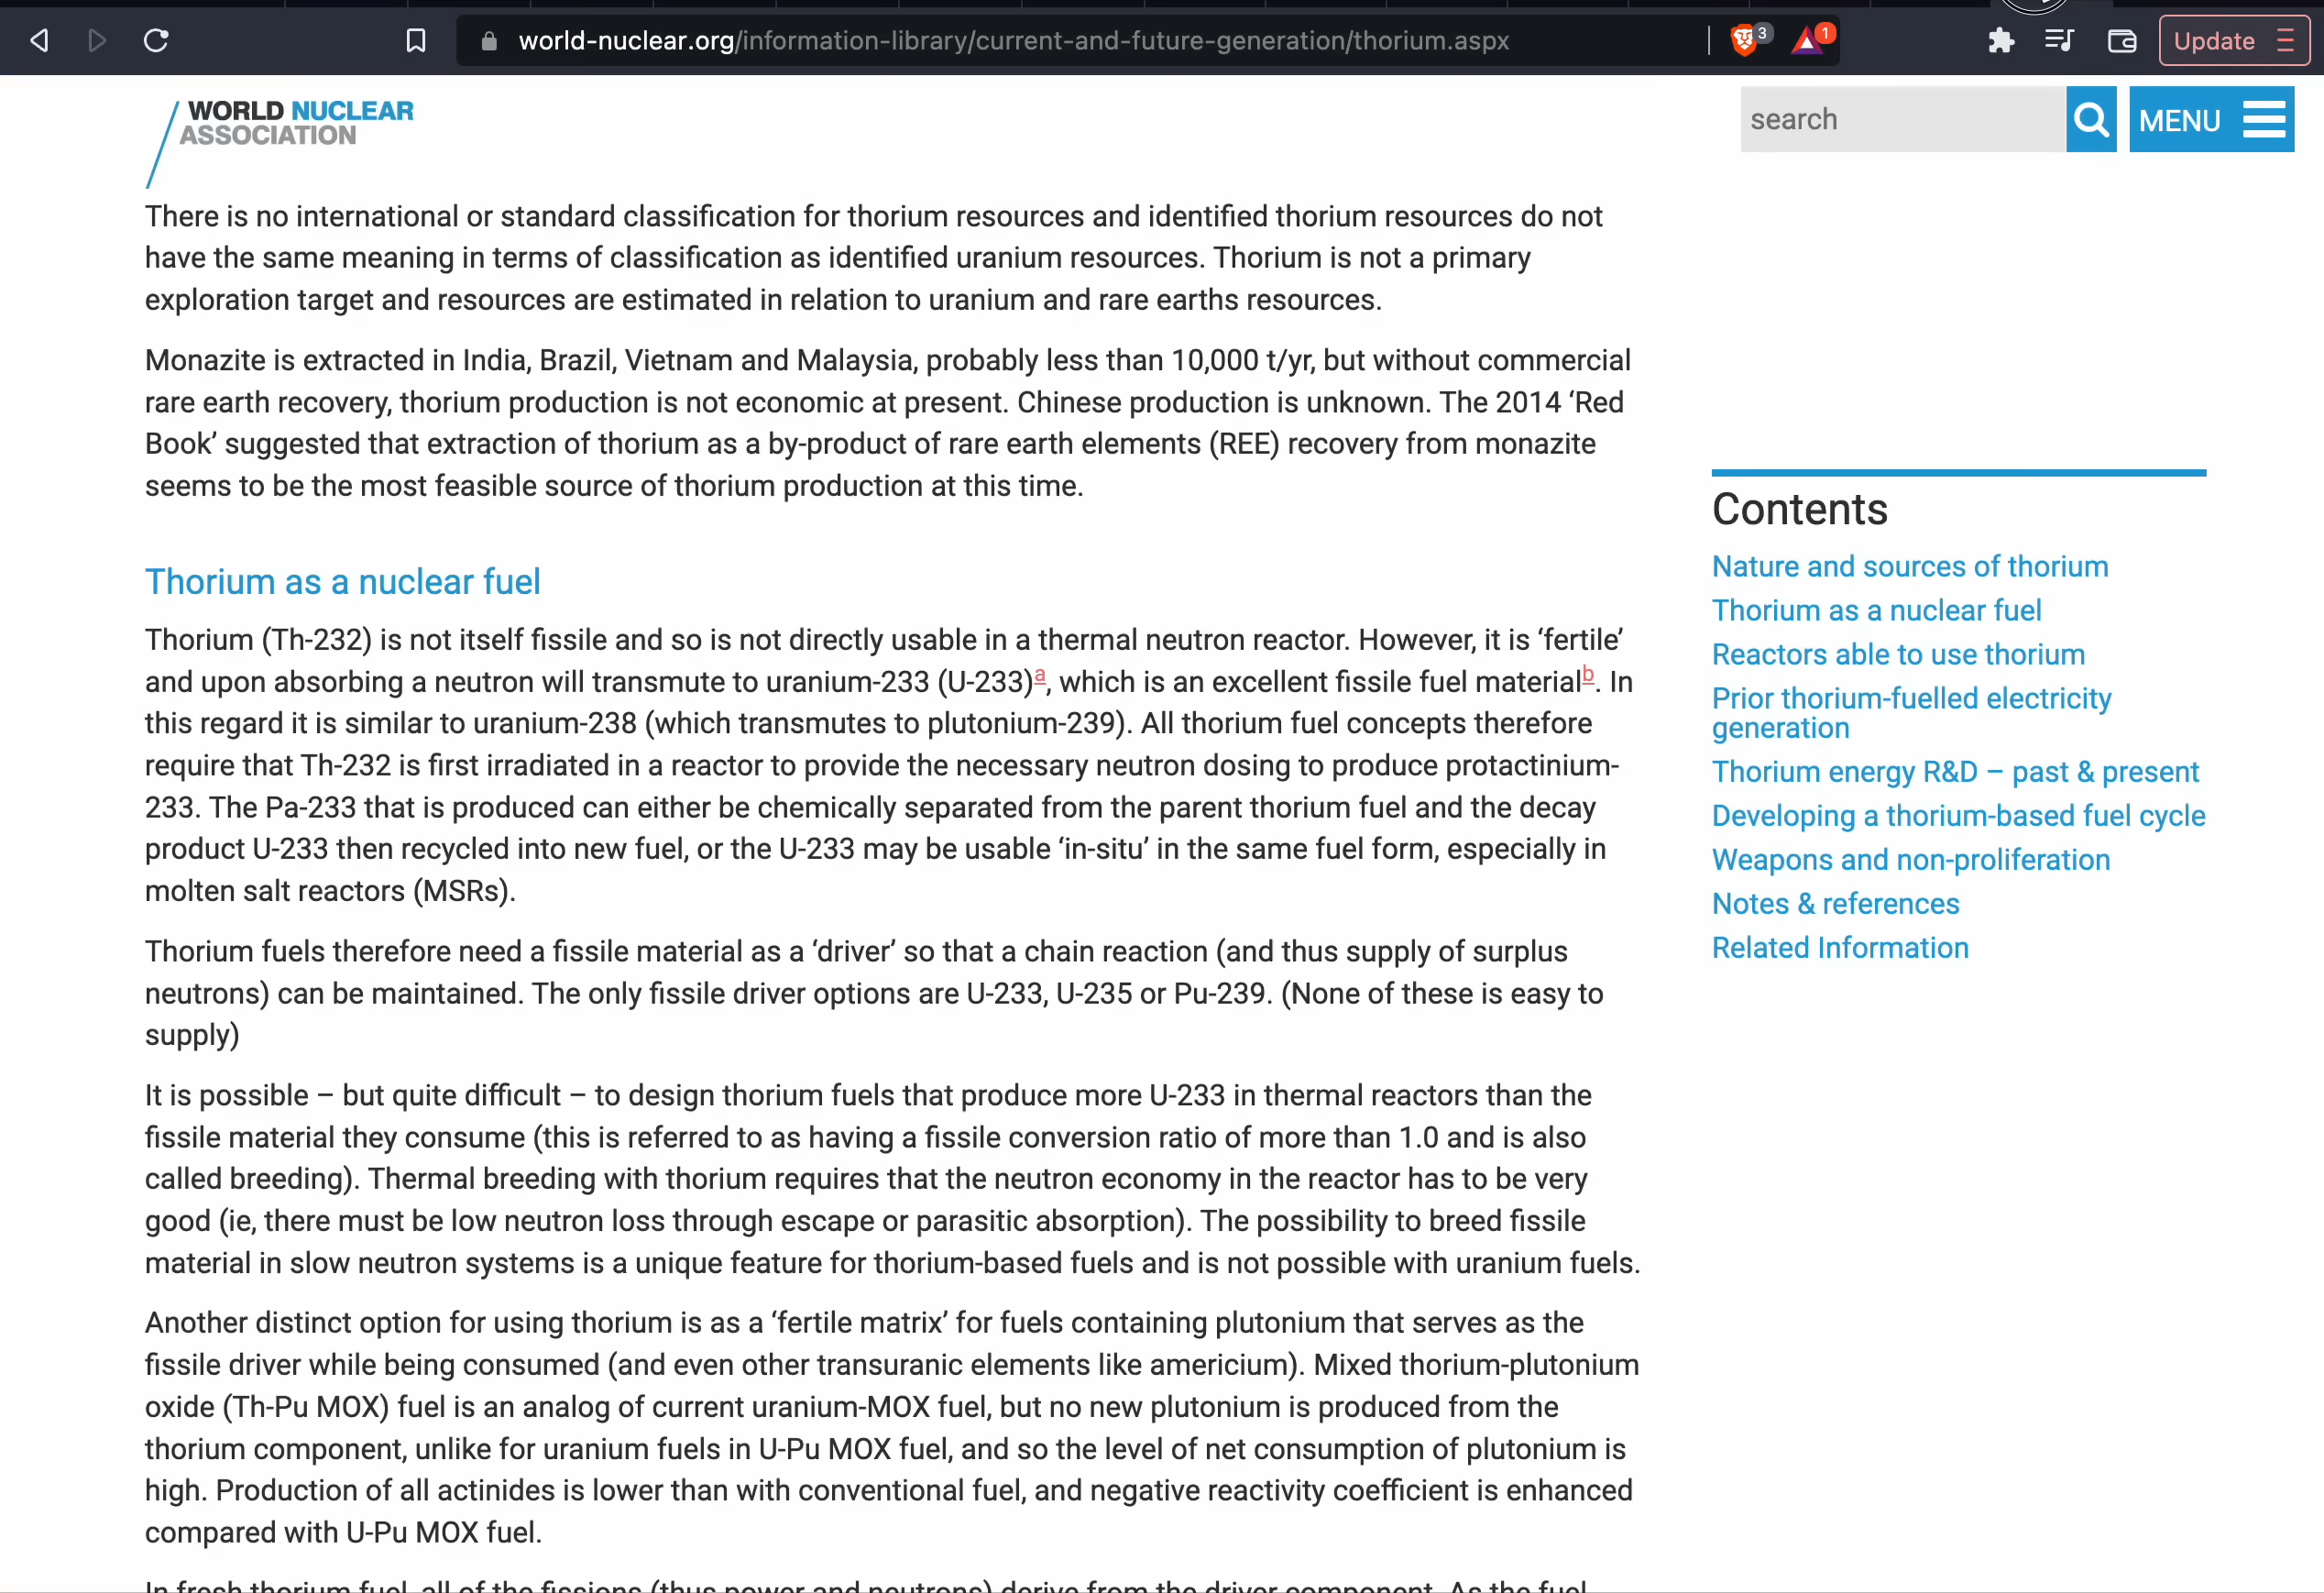 world-nuclear.org/information-library/current-and-future-generation/thorium.aspx
3
1
Update
WORLD NUCLEAR
ASSOCIATION
search
MENU
There is no international or standard classification for thorium resources and identified thorium resources do not
have the same meaning in terms of classification as identified uranium resources. Thorium is not a primary
exploration target and resources are estimated in relation to uranium and rare earths resources.
Monazite is extracted in India, Brazil, Vietnam and Malaysia, probably less than 10,000 t/yr, but without commercial
rare earth recovery, thorium production is not economic at present. Chinese production is unknown. The 2014 ‘Red
Book’ suggested that extraction of thorium as a by-product of rare earth elements (REE) recovery from monazite
seems to be the most feasible source of thorium production at this time.
Thorium as a nuclear fuel
Thorium (Th-232) is not itself fissile and so is not directly usable in a thermal neutron reactor. However, it is ‘fertile’
and upon absorbing a neutron will transmute to uranium-233 (U-233)a, which is an excellent fissile fuel materialb. In
this regard it is similar to uranium-238 (which transmutes to plutonium-239). All thorium fuel concepts therefore
require that Th-232 is first irradiated in a reactor to provide the necessary neutron dosing to produce protactinium-
233. The Pa-233 that is produced can either be chemically separated from the parent thorium fuel and the decay
product U-233 then recycled into new fuel, or the U-233 may be usable ‘in-situ’ in the same fuel form, especially in
molten salt reactors (MSRs).
Thorium fuels therefore need a fissile material as a ‘driver’ so that a chain reaction (and thus supply of surplus
neutrons) can be maintained. The only fissile driver options are U-233, U-235 or Pu-239. (None of these is easy to
supply)
It is possible – but quite difficult – to design thorium fuels that produce more U-233 in thermal reactors than the
fissile material they consume (this is referred to as having a fissile conversion ratio of more than 1.0 and is also
called breeding). Thermal breeding with thorium requires that the neutron economy in the reactor has to be very
good (ie, there must be low neutron loss through escape or parasitic absorption). The possibility to breed fissile
material in slow neutron systems is a unique feature for thorium-based fuels and is not possible with uranium fuels.
Another distinct option for using thorium is as a ‘fertile matrix’ for fuels containing plutonium that serves as the
fissile driver while being consumed (and even other transuranic elements like americium). Mixed thorium-plutonium
oxide (Th-Pu MOX) fuel is an analog of current uranium-MOX fuel, but no new plutonium is produced from the
thorium component, unlike for uranium fuels in U-Pu MOX fuel, and so the level of net consumption of plutonium is
high. Production of all actinides is lower than with conventional fuel, and negative reactivity coefficient is enhanced
compared with U-Pu MOX fuel.
In fresh thorium fuel, all of the fissions (thus power and neutrons) derive from the driver component. As the fuel
Contents
Nature and sources of thorium
Thorium as a nuclear fuel
Reactors able to use thorium
Prior thorium-fuelled electricity
generation
Thorium energy R&D – past & present
Developing a thorium-based fuel cycle
Weapons and non-proliferation
Notes & references
Related Information